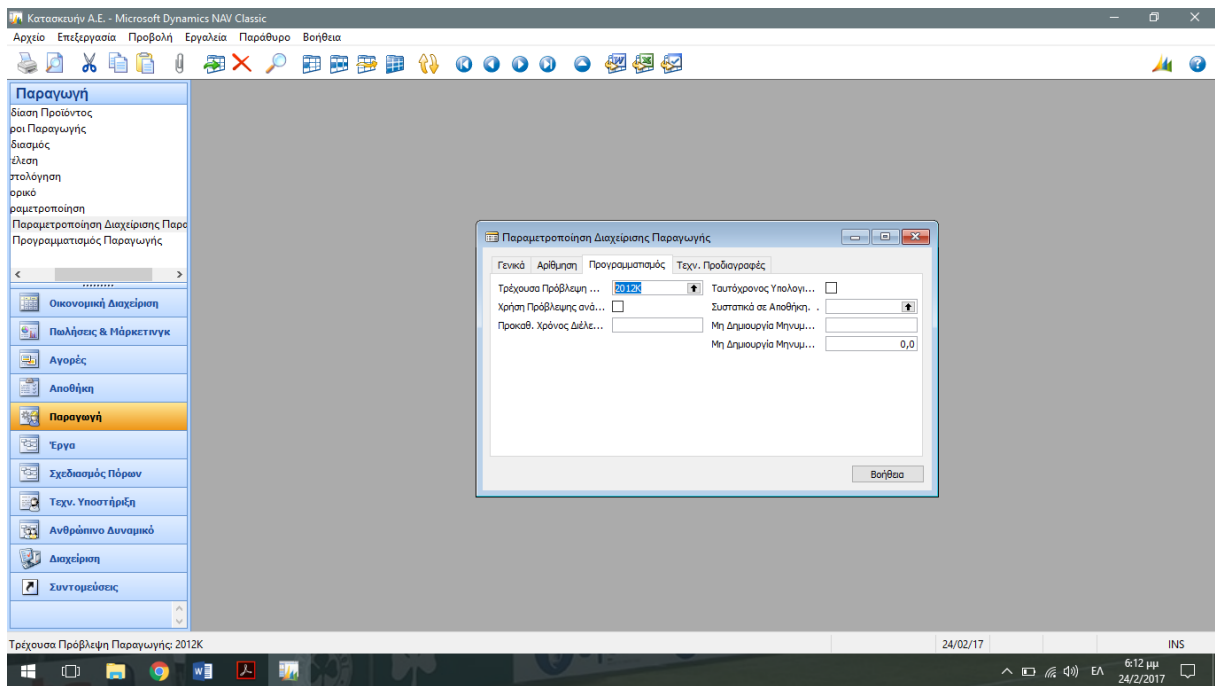 Κατασκευήν Α.Ε. - Microsoft Dynamics NAV Classic
Αρχείο Επεξεργασία Προβολή Εργαλεία Παράθυρο Βοήθεια
Παραγωγή
δίαση Προϊόντος
ροι Παραγωγής
διασμός
έλεση
στολόγηση
ορικό
ραμετροποίηση
Παραμετροποίηση Διαχείρισης Παρα
Προγραμματισμός Παραγωγής
Οικονομική Διαχείριση
Πωλήσεις & Μάρκετινγκ
Αγορές
Αποθήκη
Παραγωγή
Έργα
Σχεδιασμός Πόρων
Τεχν. Υποστήριξη
Ανθρώπινο Δυναμικό
Διαχείριση
Συντομεύσεις
Παραμετροποίηση Διαχείρισης Παραγωγής
Γενικά Αρίθμηση Προγραμματισμός Τεχν. Προδιαγραφές
Τρέχουσα Πρόβλεψη ... 2012Κ Ταυτόχρονος Υπολογι...
Χρήση Πρόβλεψης ανά... Συστατικά σε Αποθήκη. .
Προκαθ. Χρόνος Διέλε... Μη Δημιουργία Μηνυμ...
Μη Δημιουργία Μηνυμ... 0,0
Βοήθεια
Τρέχουσα Πρόβλεψη Παραγωγής: 2012Κ 24/02/17 INS
ΕΛ 6:12 μμ
24/2/2017